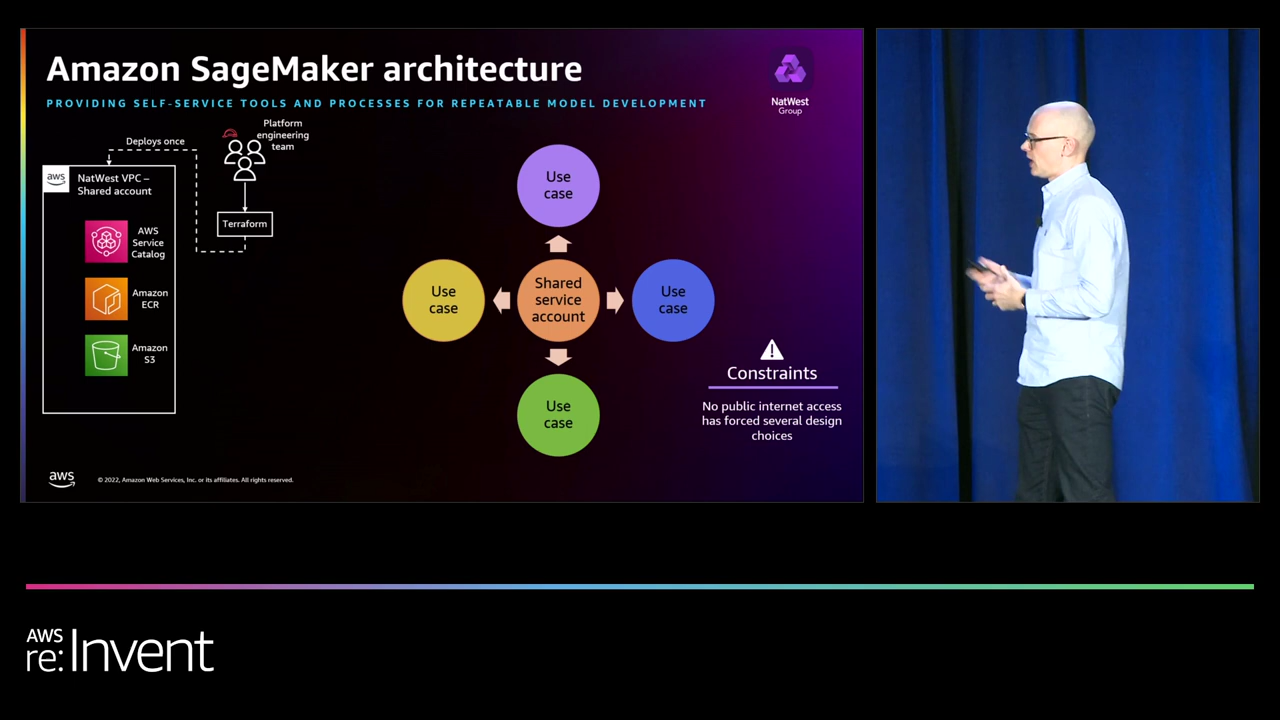 Amazon SageMaker architecture
PROVIDING SELF-SERVICE TOOLS AND PROCESSES FOR REPEATABLE MODEL DEVELOPMENT
NatWest
Group
Platform
engineering
team
Deploys once
aws
NatWest VPC –
Shared account
Terraform
AWS
Service
Catalog
Amazon
ECR
Amazon
S3
Use
case
Use
case
Shared
service
account
Use
case
Use
case
Constraints
No public internet access
has forced several design
choices
aws
© 2022, Amazon Web Services, Inc. or its affiliates. All rights reserved.
AWS
re:Invent